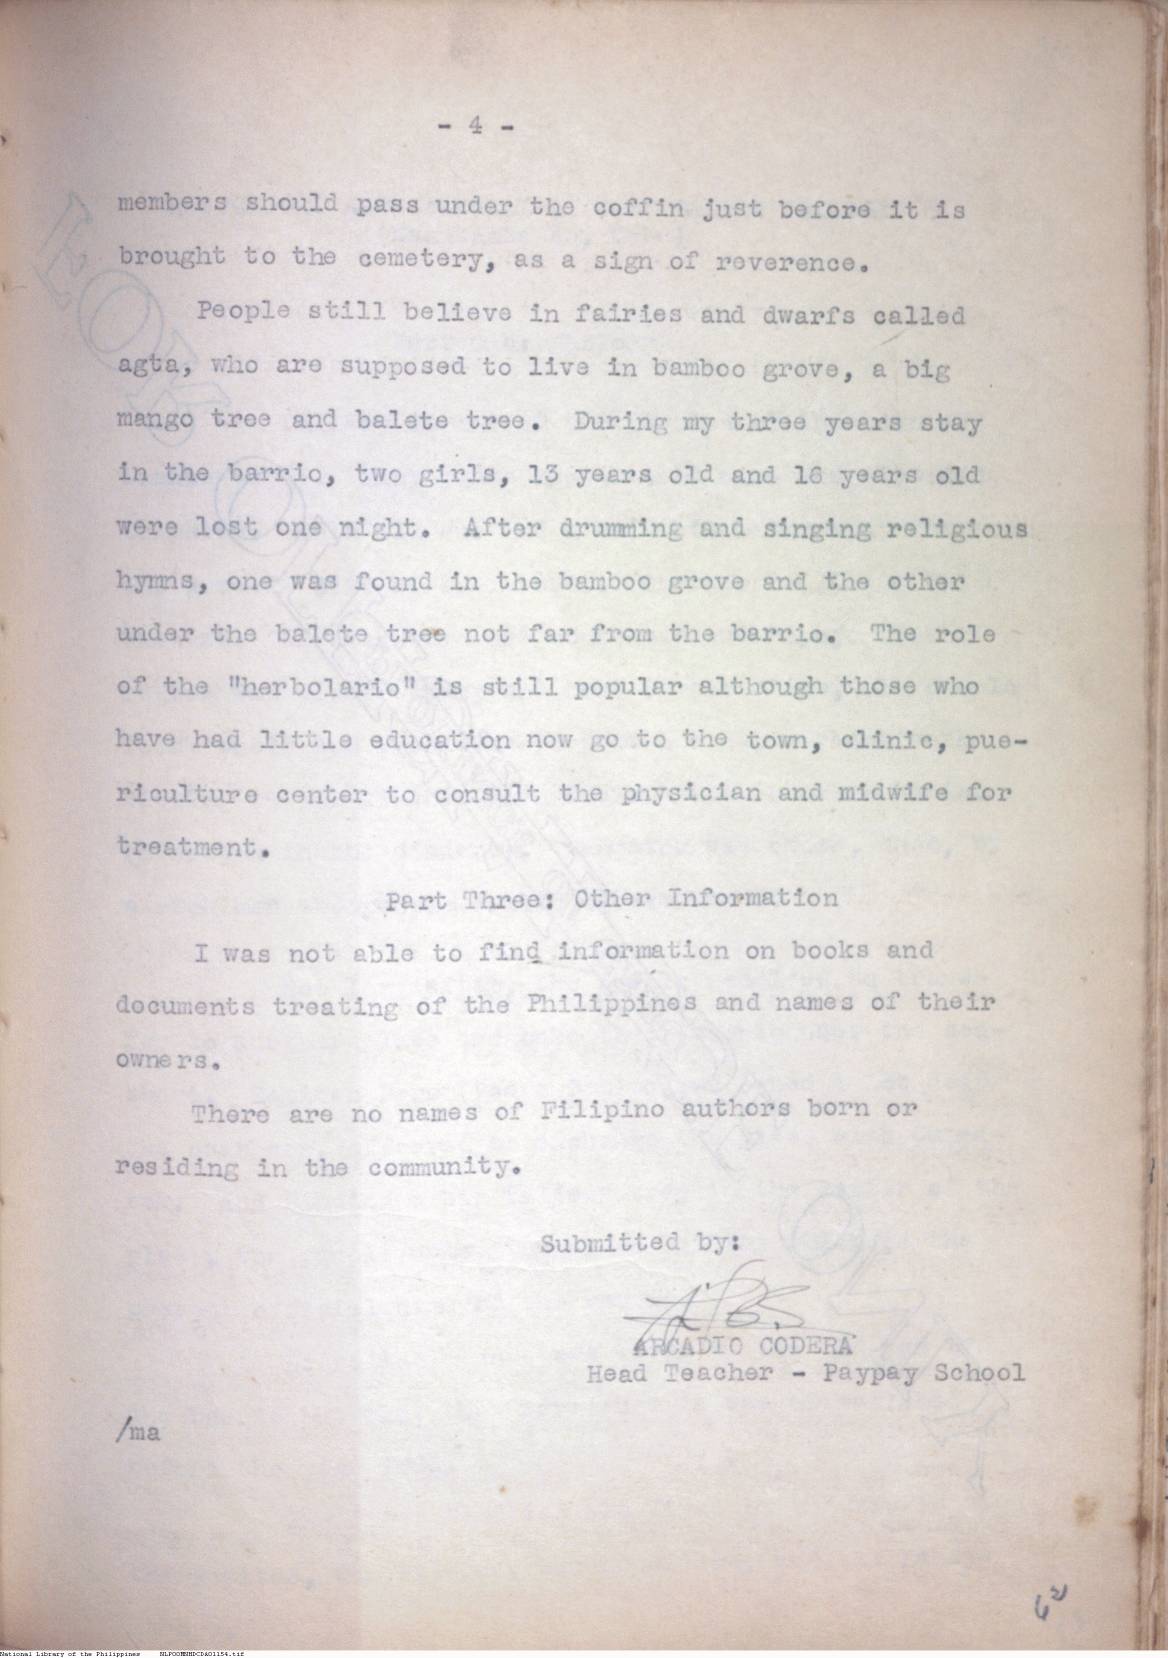 - 4 -
members should pass under the coffin just before it is
brought to the cemetery, as a sign of reverence.
People still believe in fairies and dwarfs called
agta, who are supposed to live in bamboo grove, a big
mango tree and balete tree. During my three years stay
in the barrio, two girls, 13 years old and 16 years old
were lost one night. After drumming and singing religious
hymns, one was found in the bamboo grove and the other
under the balete tree not far from the barrio. The role
of the "herbolario" is still popular although those who
have had little education now go to the town, clinic, pue-
riculture center to consult the physician and midwife for
treatment.
Part Three: Other Information
I was not able to find information on books and
documents treating of the Philippines and names of their
owners.
There are no names of Filipino authors born or
residing in the community.
Submitted by:
ARCADIO CODERA
Head Teacher - Paypay School
/ma
National Library of the Philippines